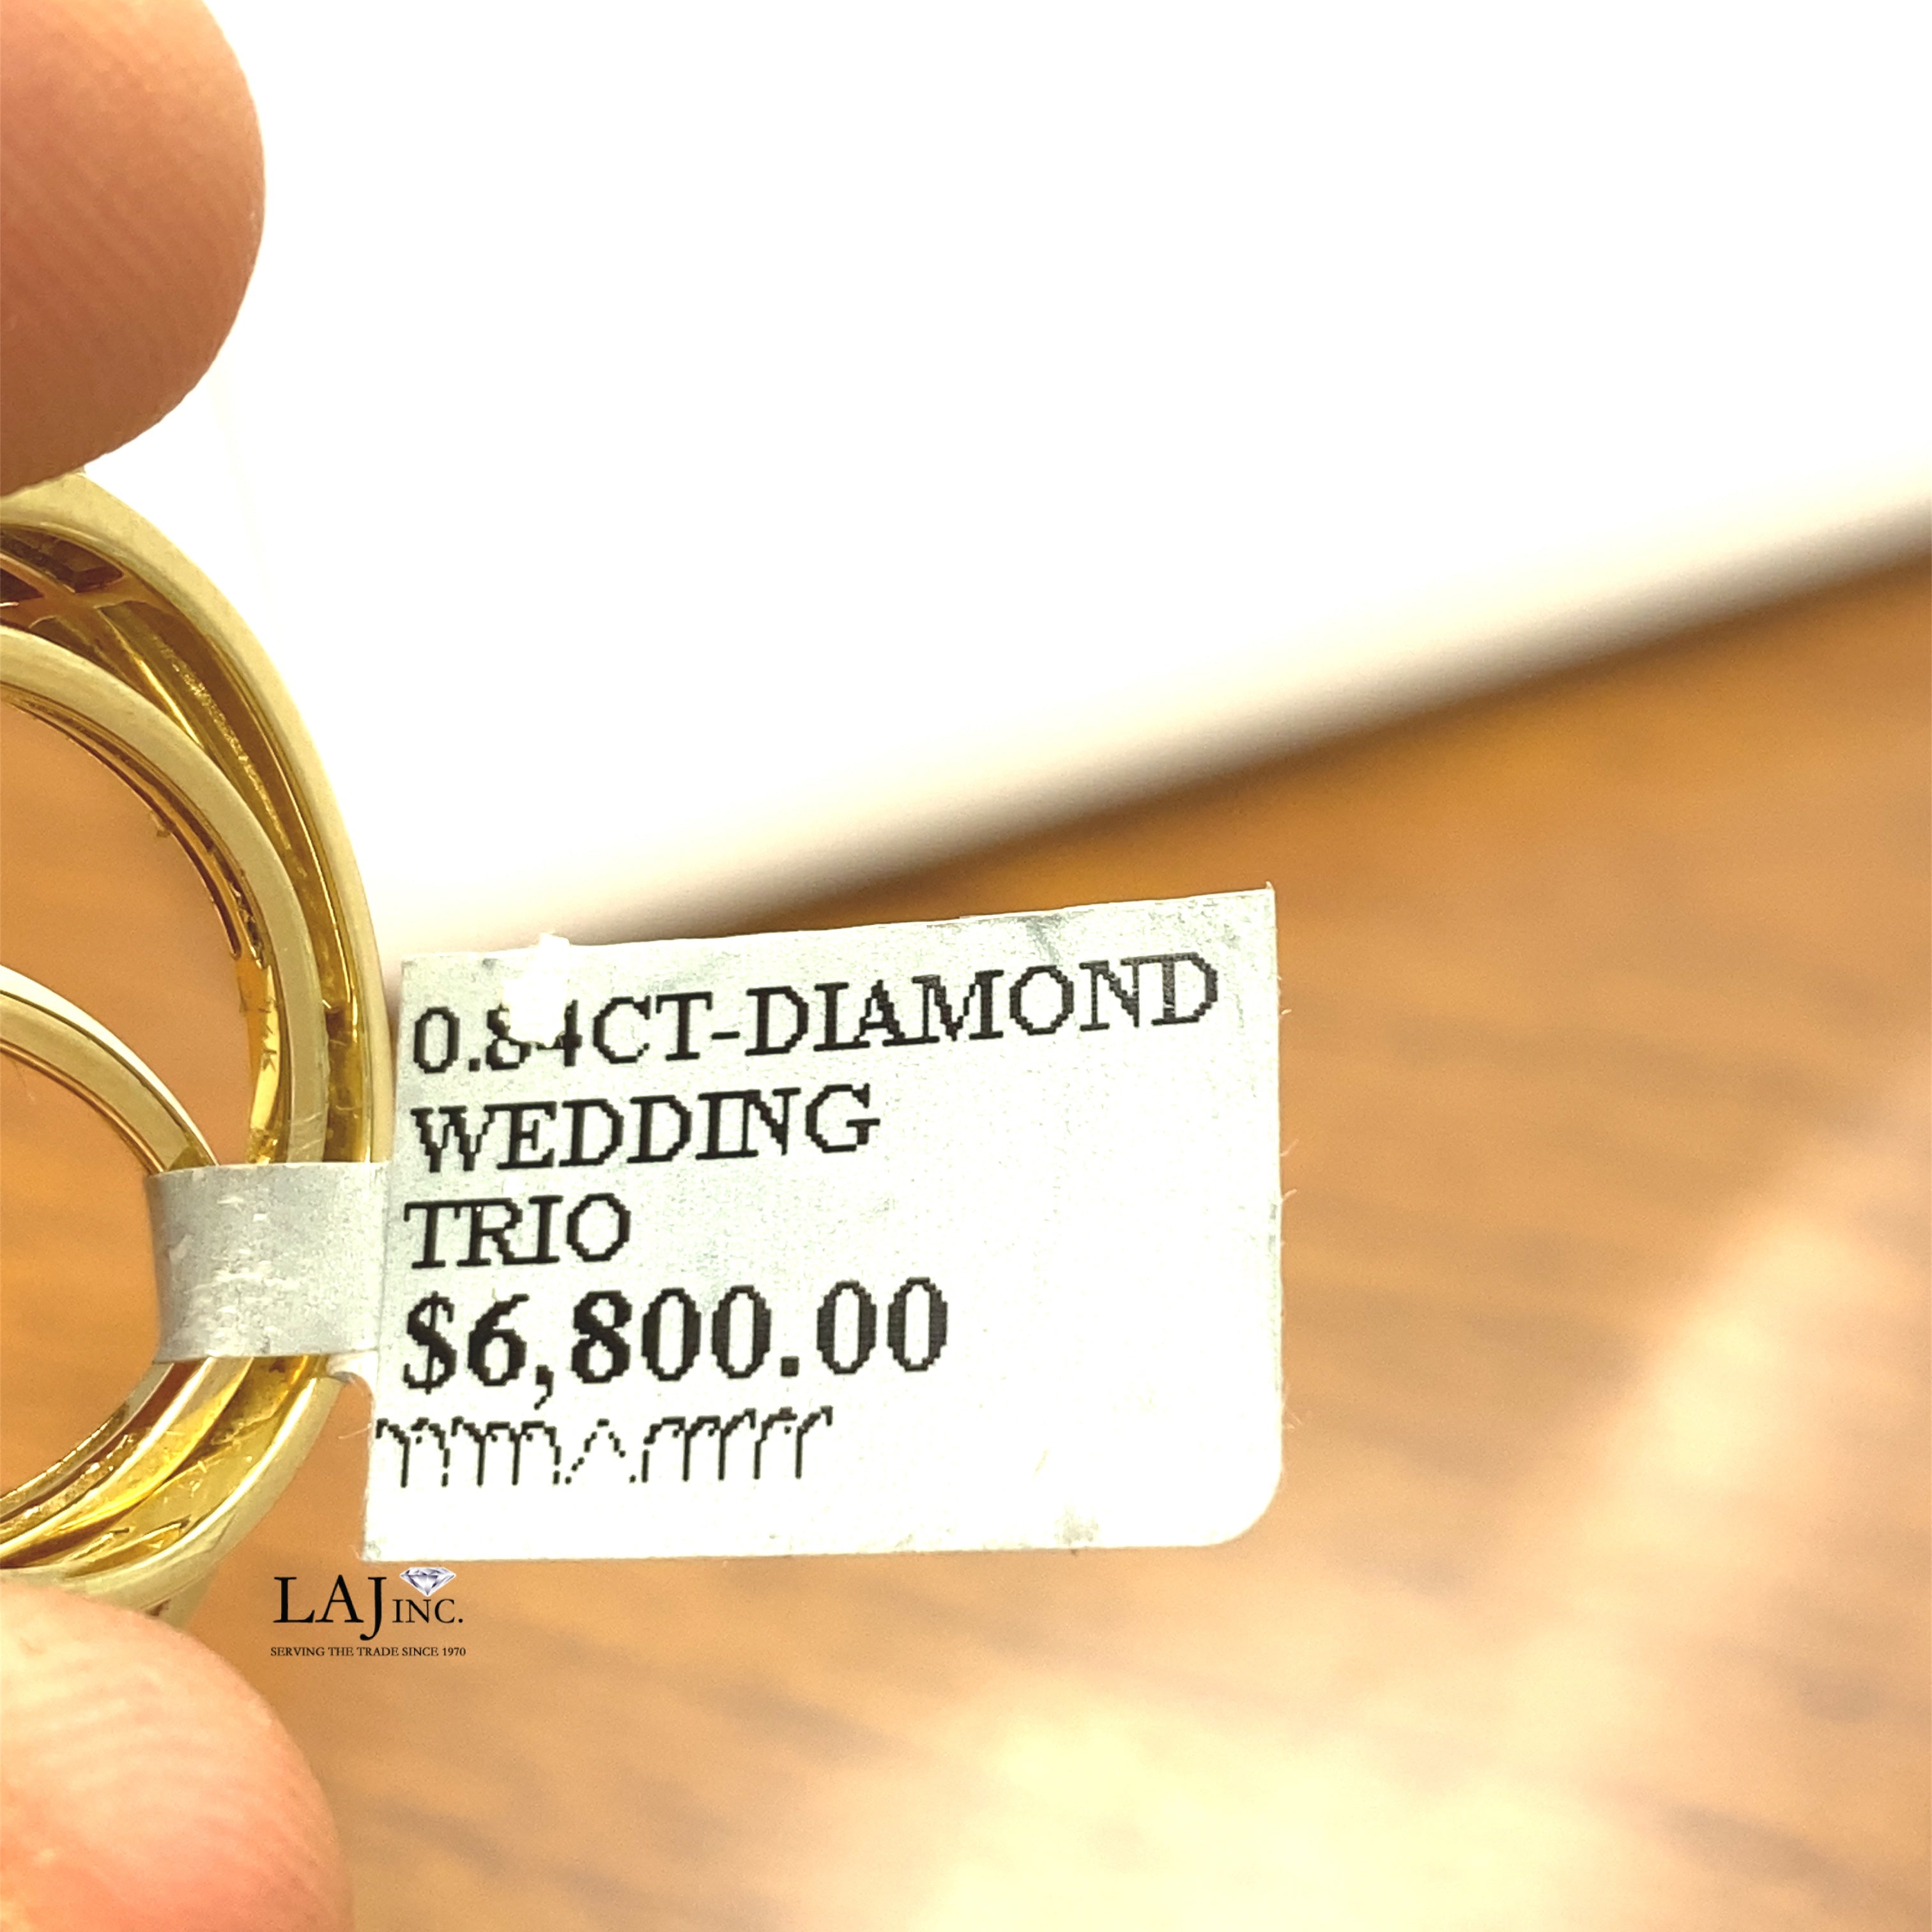 0.84CT-DIAMOND
WEDDING
TRIO
$6,800.00
LAJ INC.
SERVING THE TRADE SINCE 1970